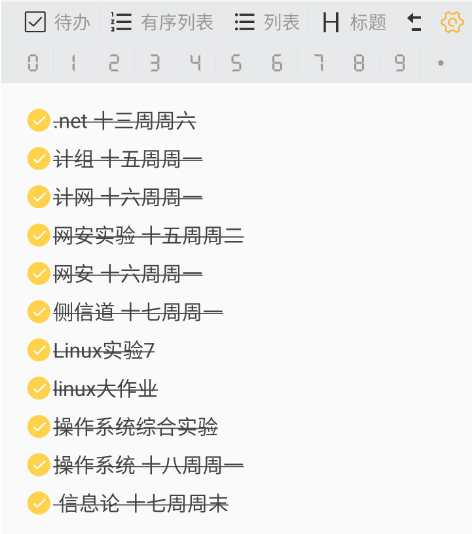 待办 有序列表 列表 H 标题
0 1 2 3 4 5 6 7 8 9 •
.net 十三周周六
计组 十五周周一
计网 十六周周一
网安实验 十五周周二
网安 十六周周一
侧信道 十七周周一
Linux实验7
linux大作业
操作系统综合实验
操作系统 十八周周一
信息论 十七周周末